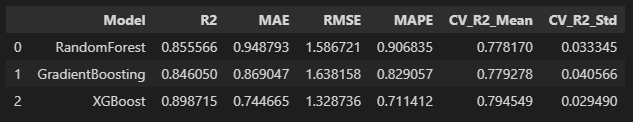 Model R2 MAE RMSE MAPE CV_R2_Mean CV_R2_Std
0 RandomForest 0.855566 0.948793 1.586721 0.906835 0.778170 0.033345
1 GradientBoosting 0.846050 0.869047 1.638158 0.829057 0.779278 0.040566
2 XGBoost 0.898715 0.744665 1.328736 0.711412 0.794549 0.029490